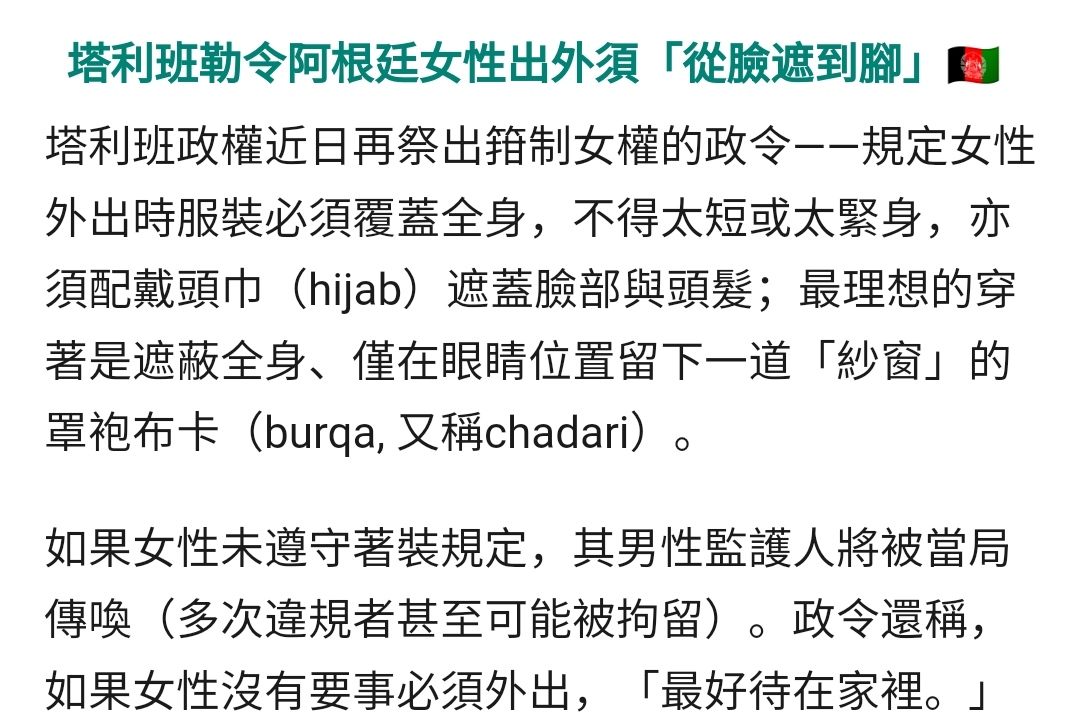 塔利班勒令阿根廷女性出外須「從臉遮到腳」🇦🇫
塔利班政權近日再祭出箝制女權的政令——規定女性
外出時服裝必須覆蓋全身，不得太短或太緊身，亦
須配戴頭巾（hijab）遮蓋臉部與頭髮；最理想的穿
著是遮蔽全身、僅在眼睛位置留下一道「紗窗」的
罩袍布卡（burqa, 又稱chadari）。
如果女性未遵守著裝規定，其男性監護人將被當局
傳喚（多次違規者甚至可能被拘留）。政令還稱，
如果女性沒有要事必須外出，「最好待在家裡。」